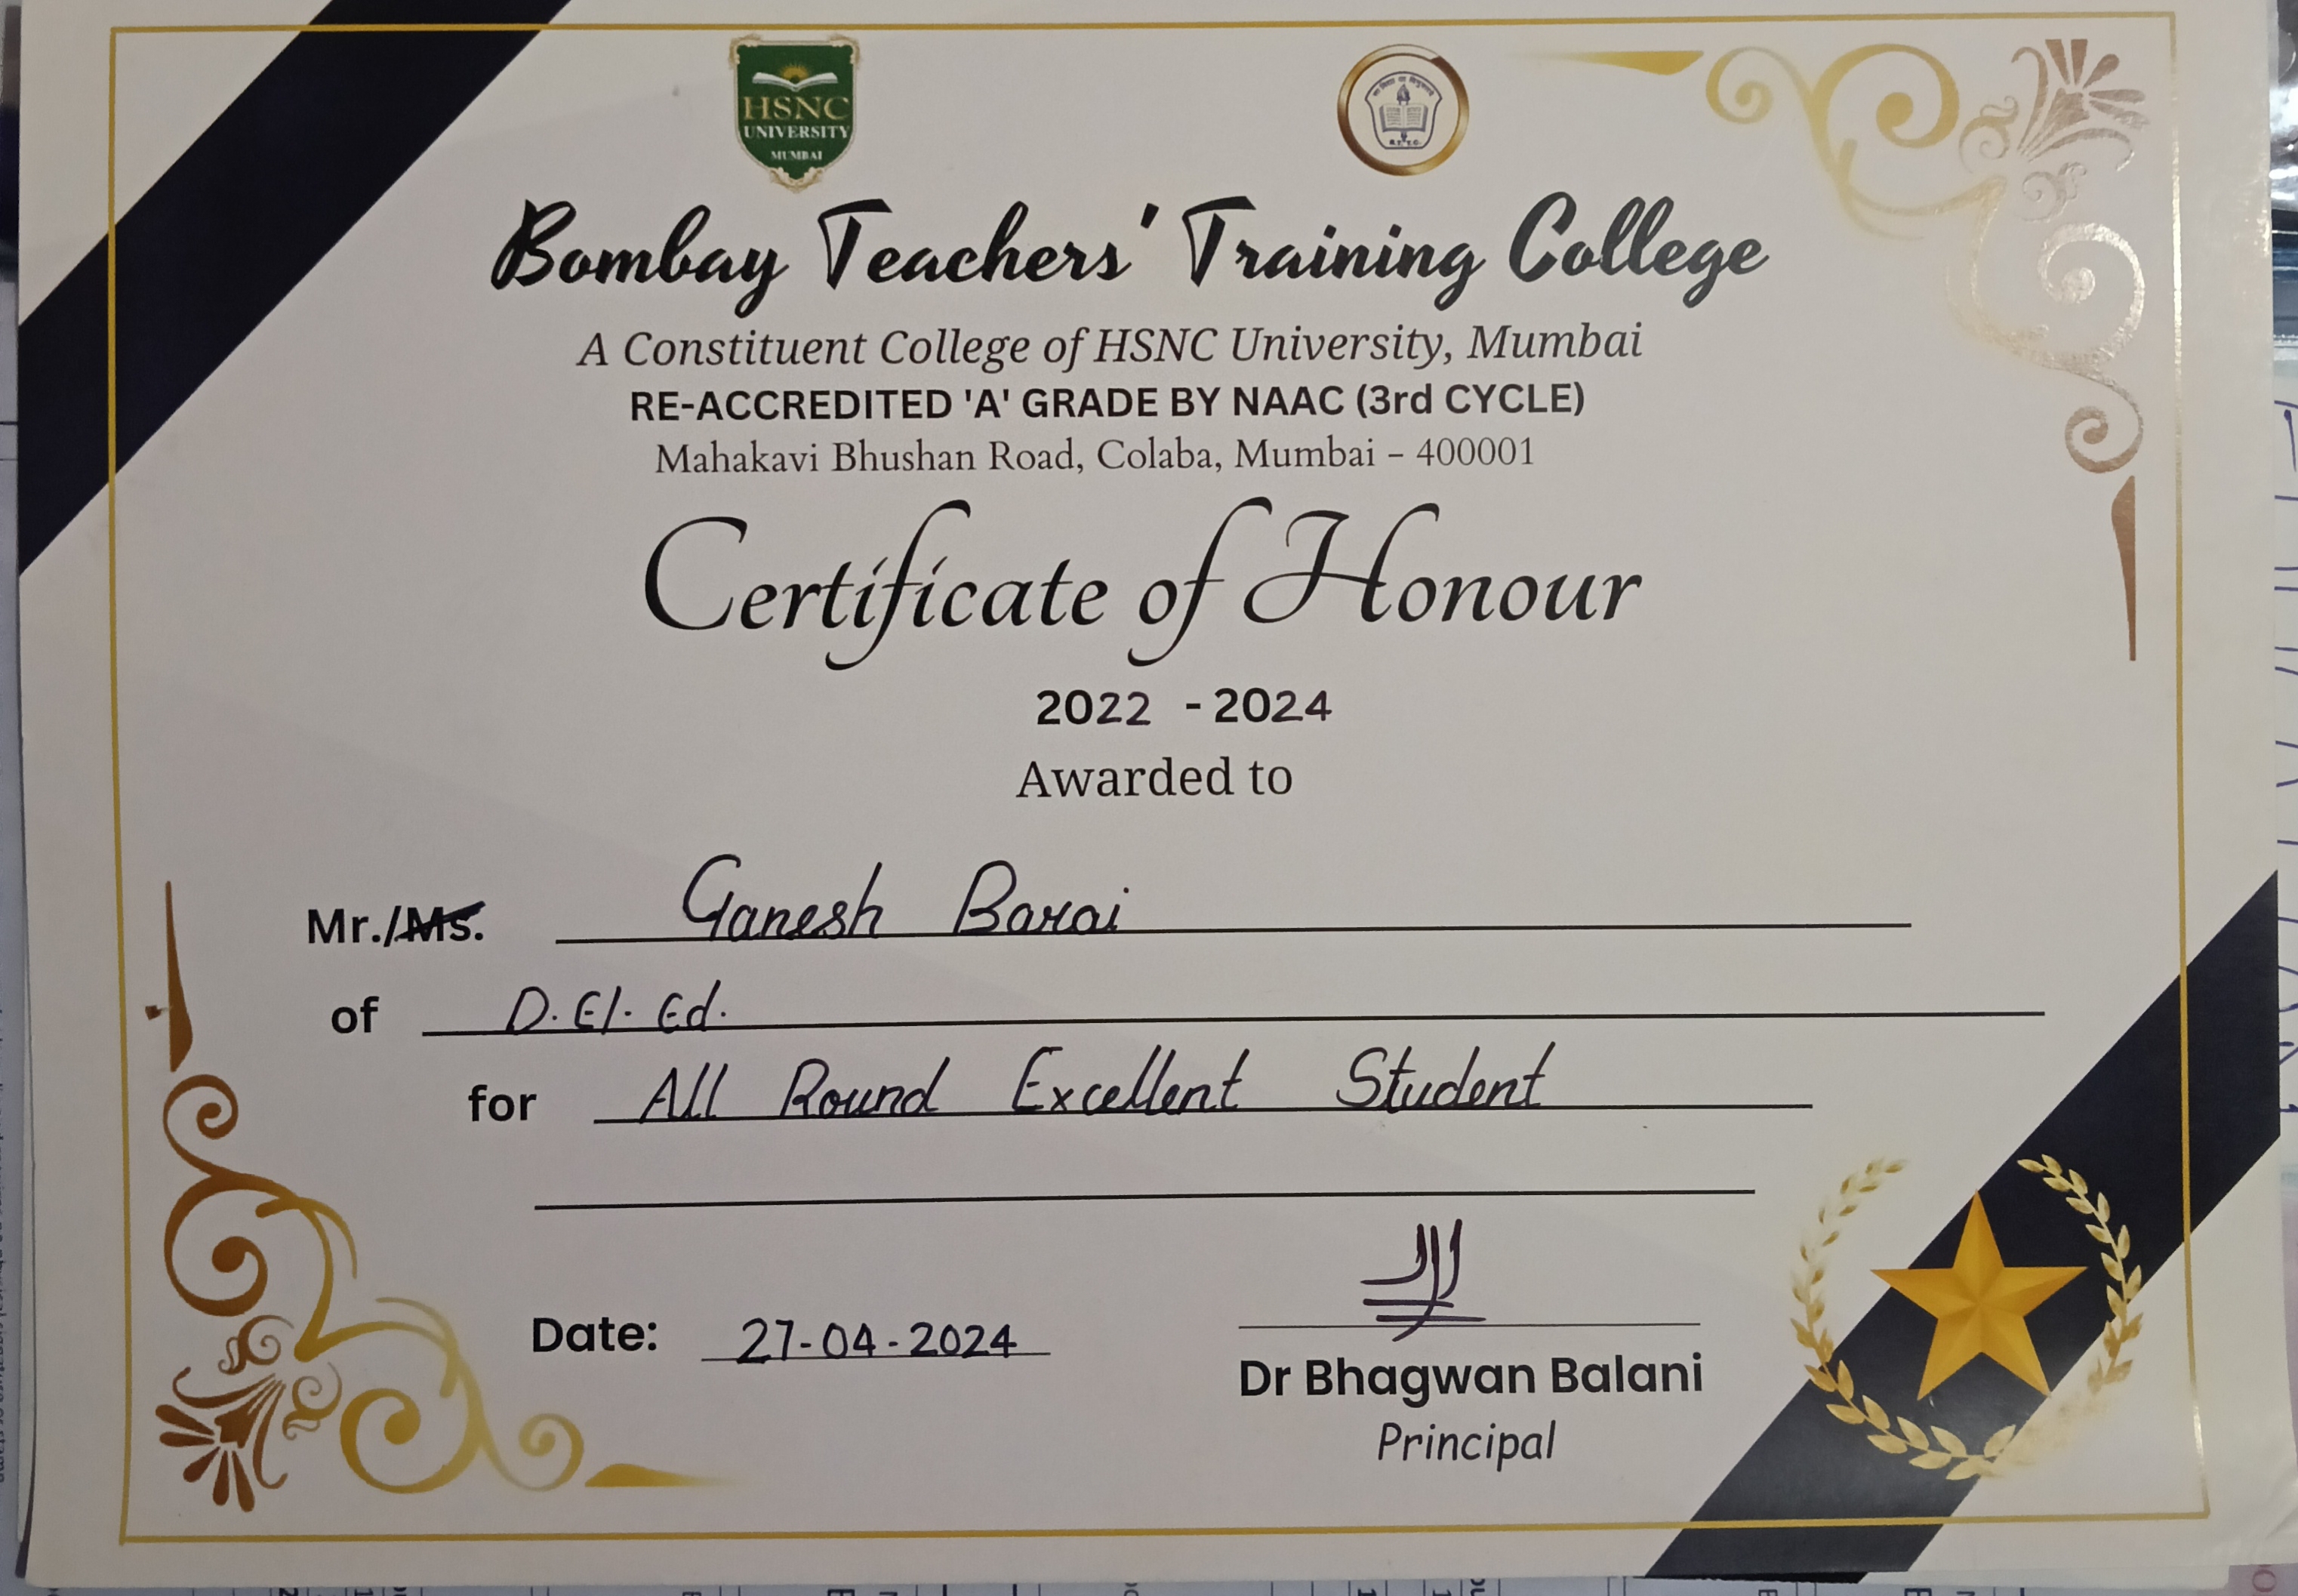 HSNC
UNIVERSITY
MUMBAI
B.T.T.C.
Bombay Teachers' Training College
A Constituent College of HSNC University, Mumbai
RE-ACCREDITED 'A' GRADE BY NAAC (3rd CYCLE)
Mahakavi Bhushan Road, Colaba, Mumbai – 400001
Certificate of Honour
2022 - 2024
Awarded to
Mr./Ms. Ganesh Barai
of D. El. Ed.
for All Round Excellent Student
Date: 27-04-2024
Dr Bhagwan Balani
Principal